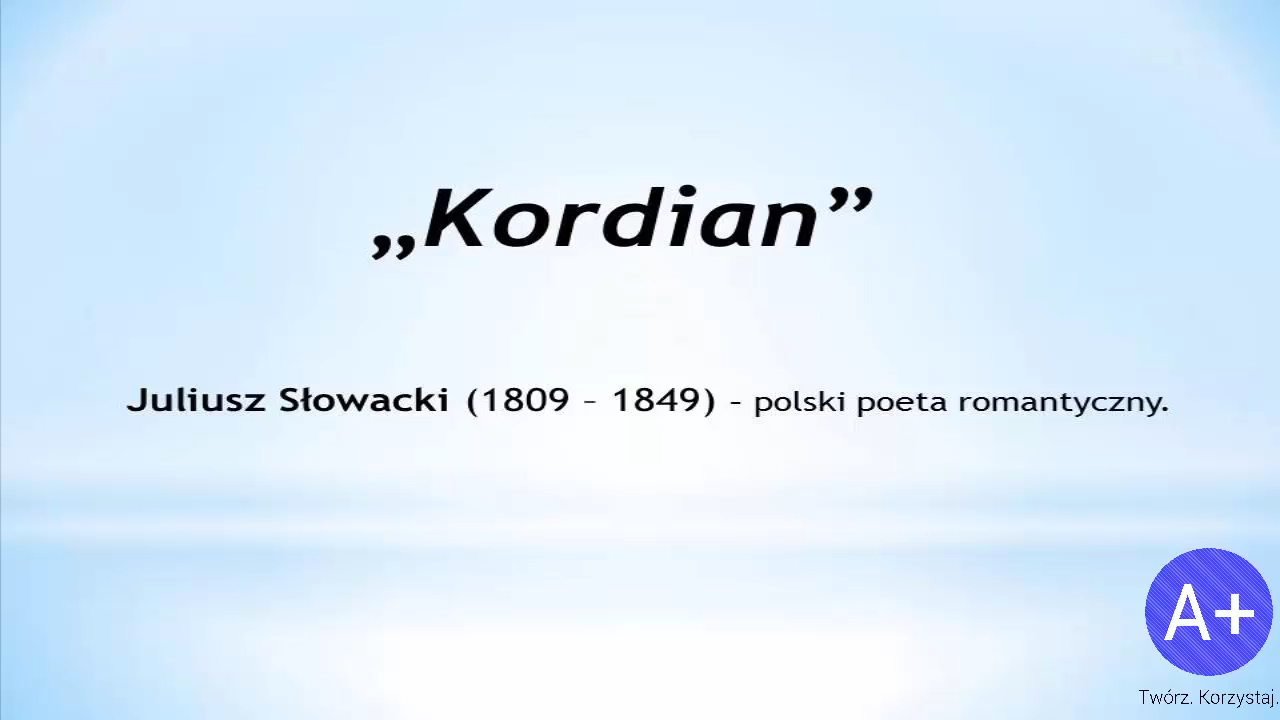 „Kordian”
Juliusz Słowacki (1809 – 1849) – polski poeta romantyczny.
A+
Twórz. Korzystaj.